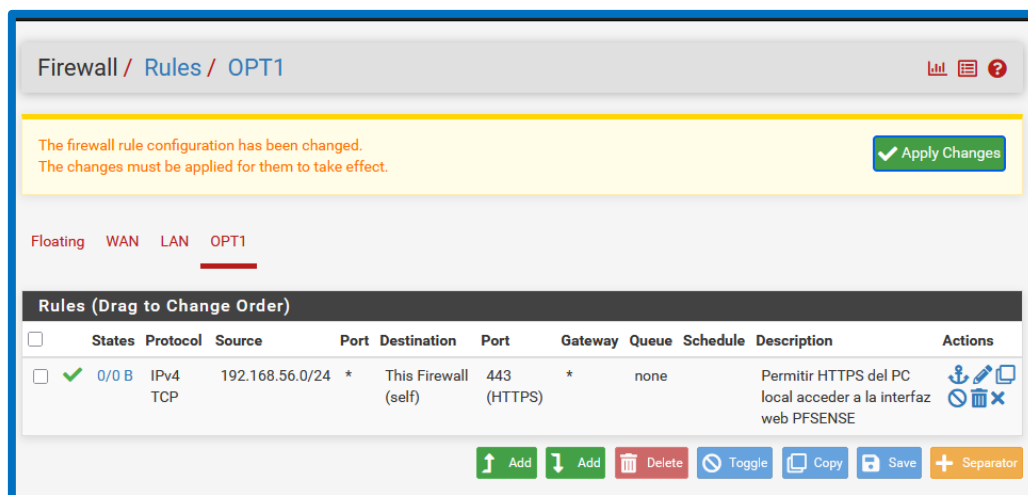 Firewall / Rules / OPT1
The firewall rule configuration has been changed.
The changes must be applied for them to take effect.
Apply Changes
Floating WAN LAN OPT1
Rules (Drag to Change Order)
States Protocol Source Port Destination Port Gateway Queue Schedule Description Actions
0/0 B IPv4 192.168.56.0/24 * This Firewall 443 * none Permitir HTTPS del PC
TCP (self) (HTTPS) local acceder a la interfaz
web PFSENSE
Add Add Delete Toggle Copy Save Separator